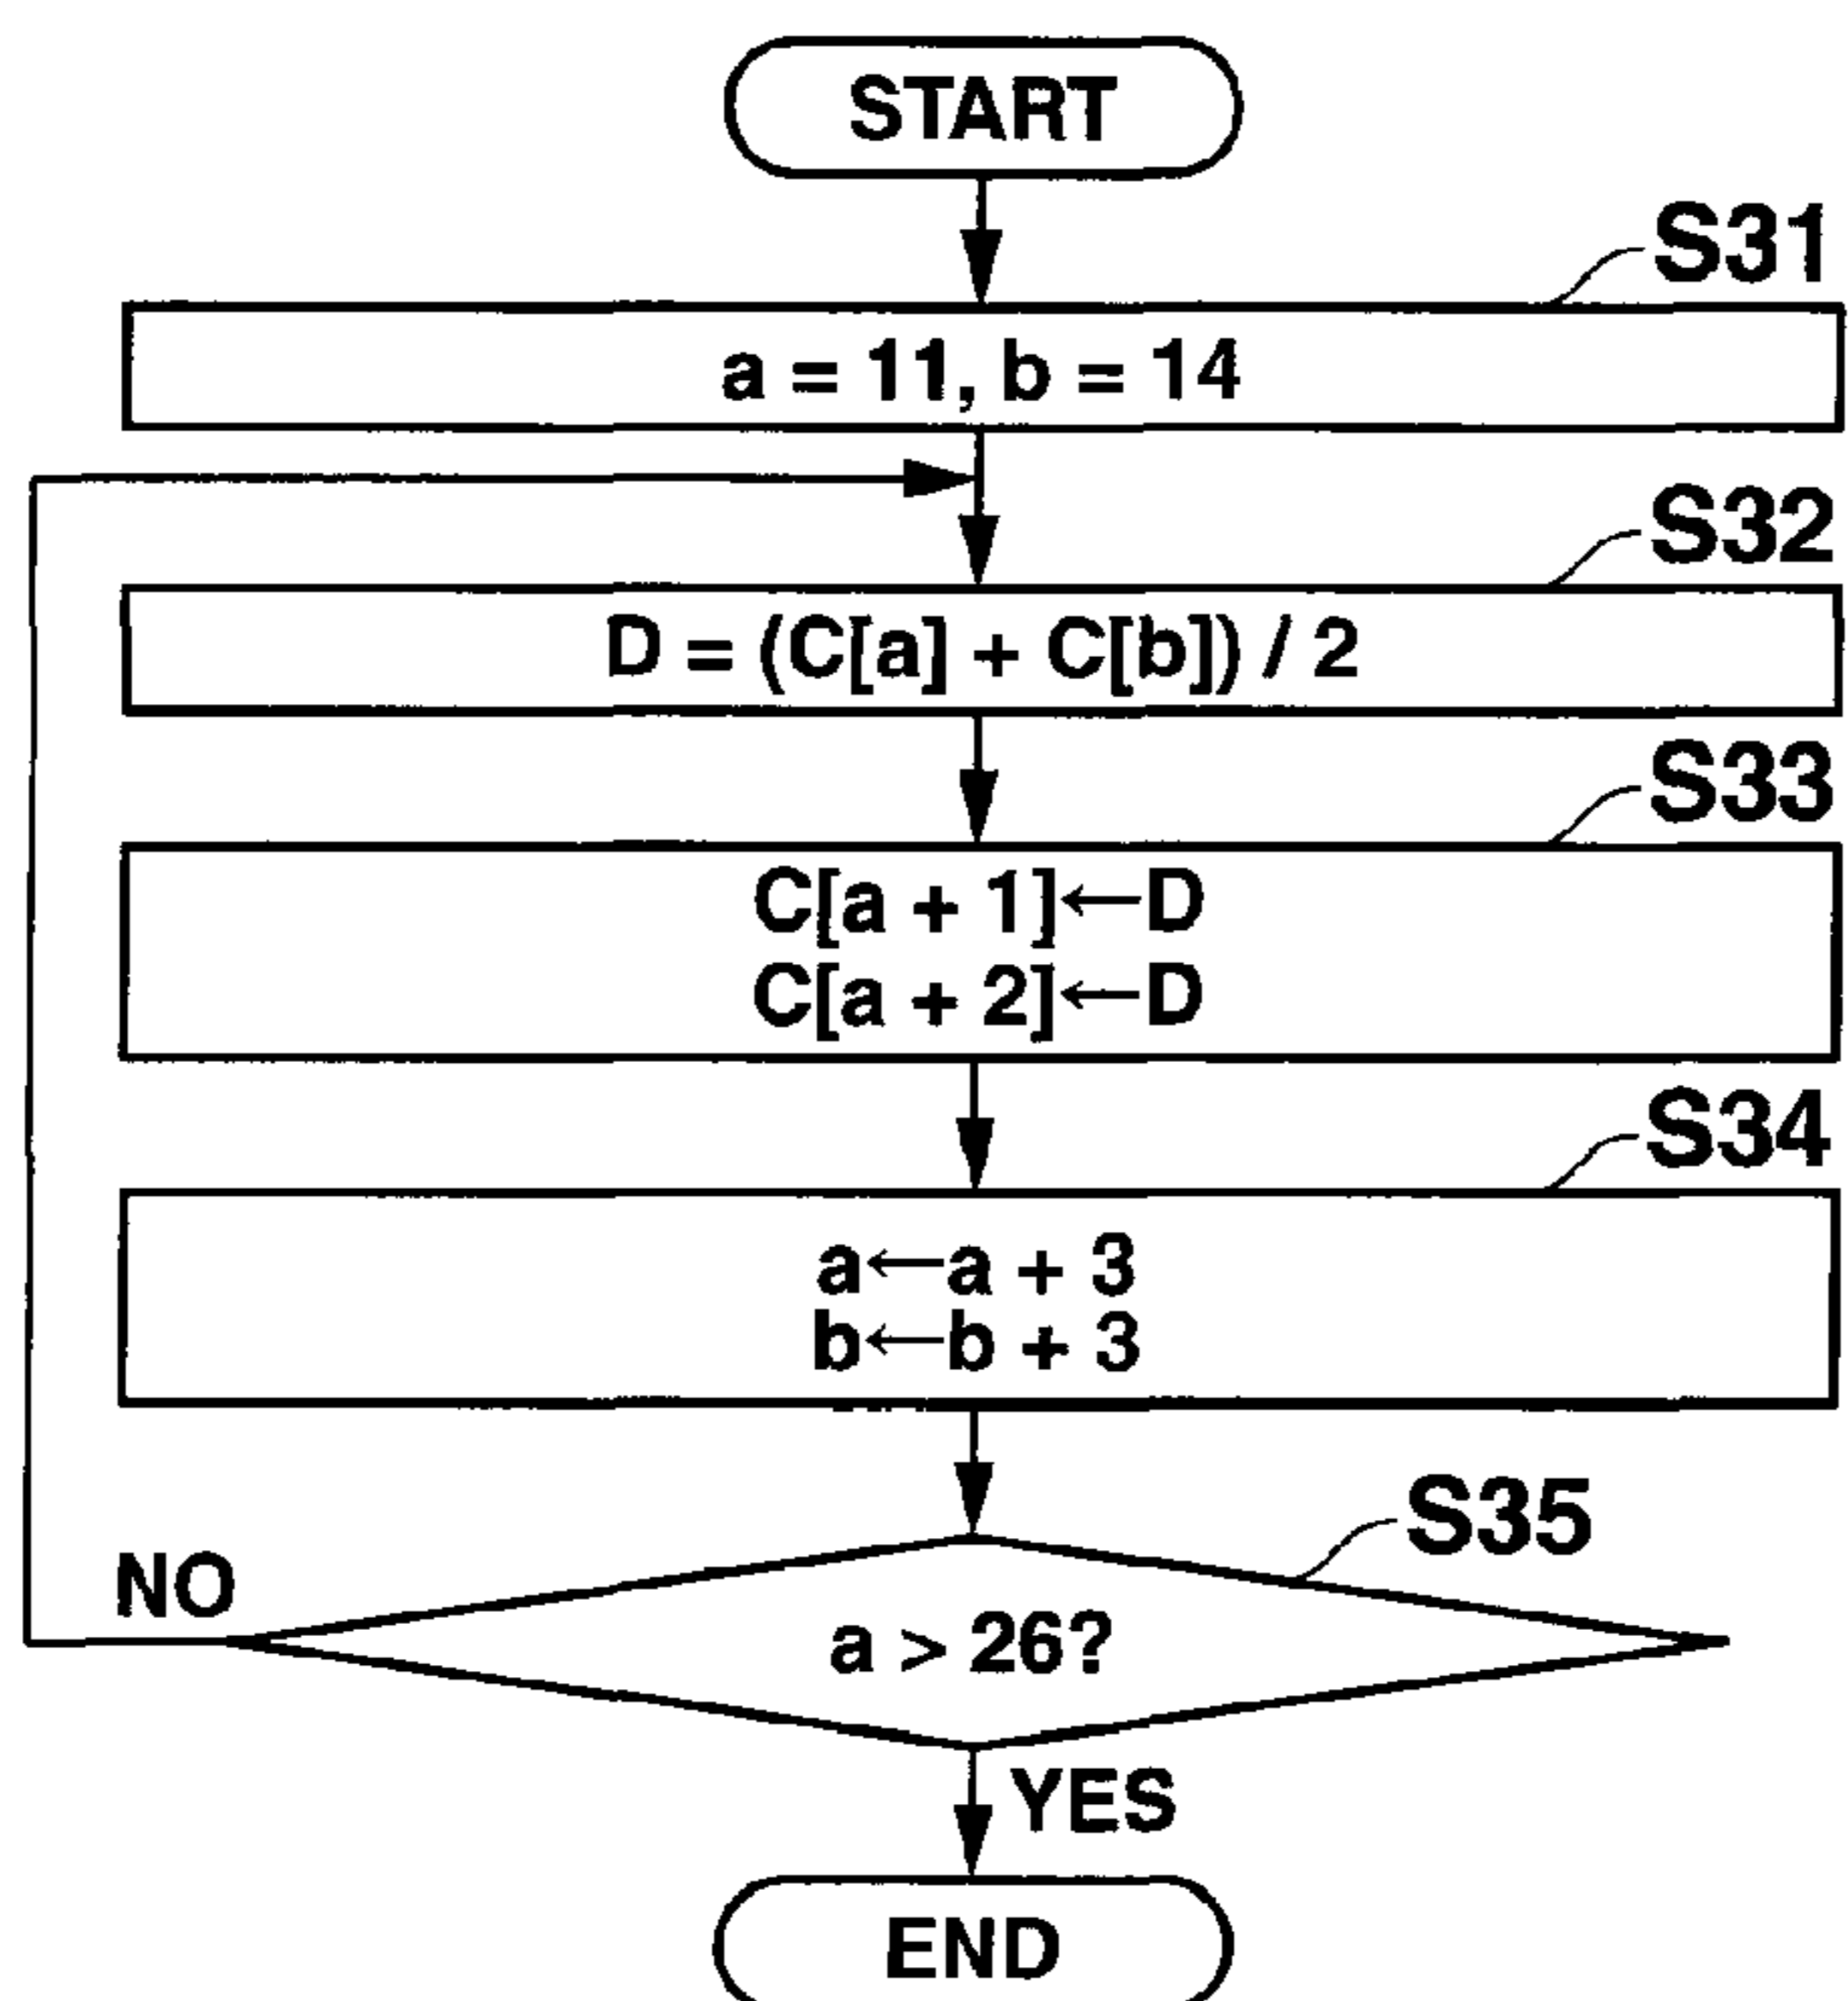 START
S31
a = 11, b = 14
S32
D = (C[a] + C[b]) / 2
S33
C[a + 1]←D
C[a + 2]←D
S34
a←a + 3
b←b + 3
S35
NO
a > 26?
YES
END